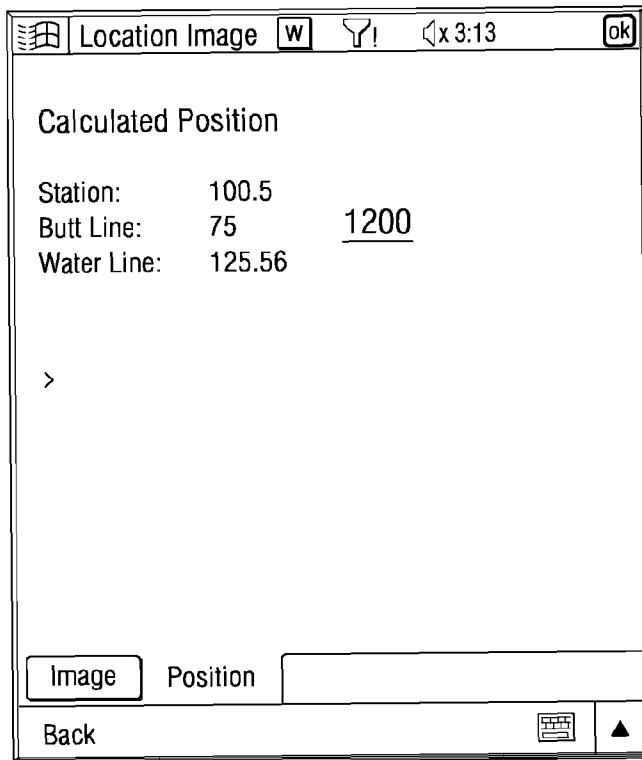 Location Image W ! x 3:13 ok
Calculated Position
Station: 100.5
Butt Line: 75 1200
Water Line: 125.56
>
Image Position
Back